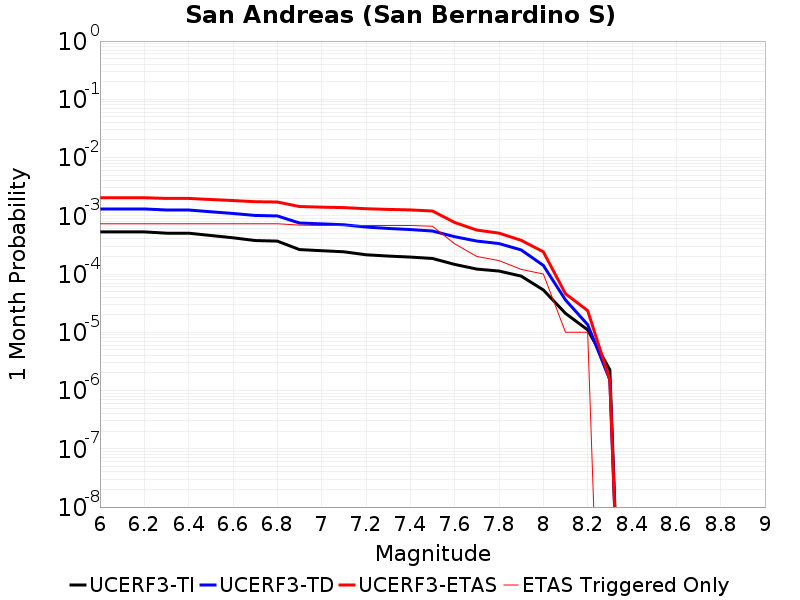 San Andreas (San Bernardino S)
1 Month Probability
10^0
10^-1
10^-2
10^-3
10^-4
10^-5
10^-6
10^-7
10^-8
6 6.2 6.4 6.6 6.8 7 7.2 7.4 7.6 7.8 8 8.2 8.4 8.6 8.8 9
Magnitude
UCERF3-TI UCERF3-TD UCERF3-ETAS ETAS Triggered Only